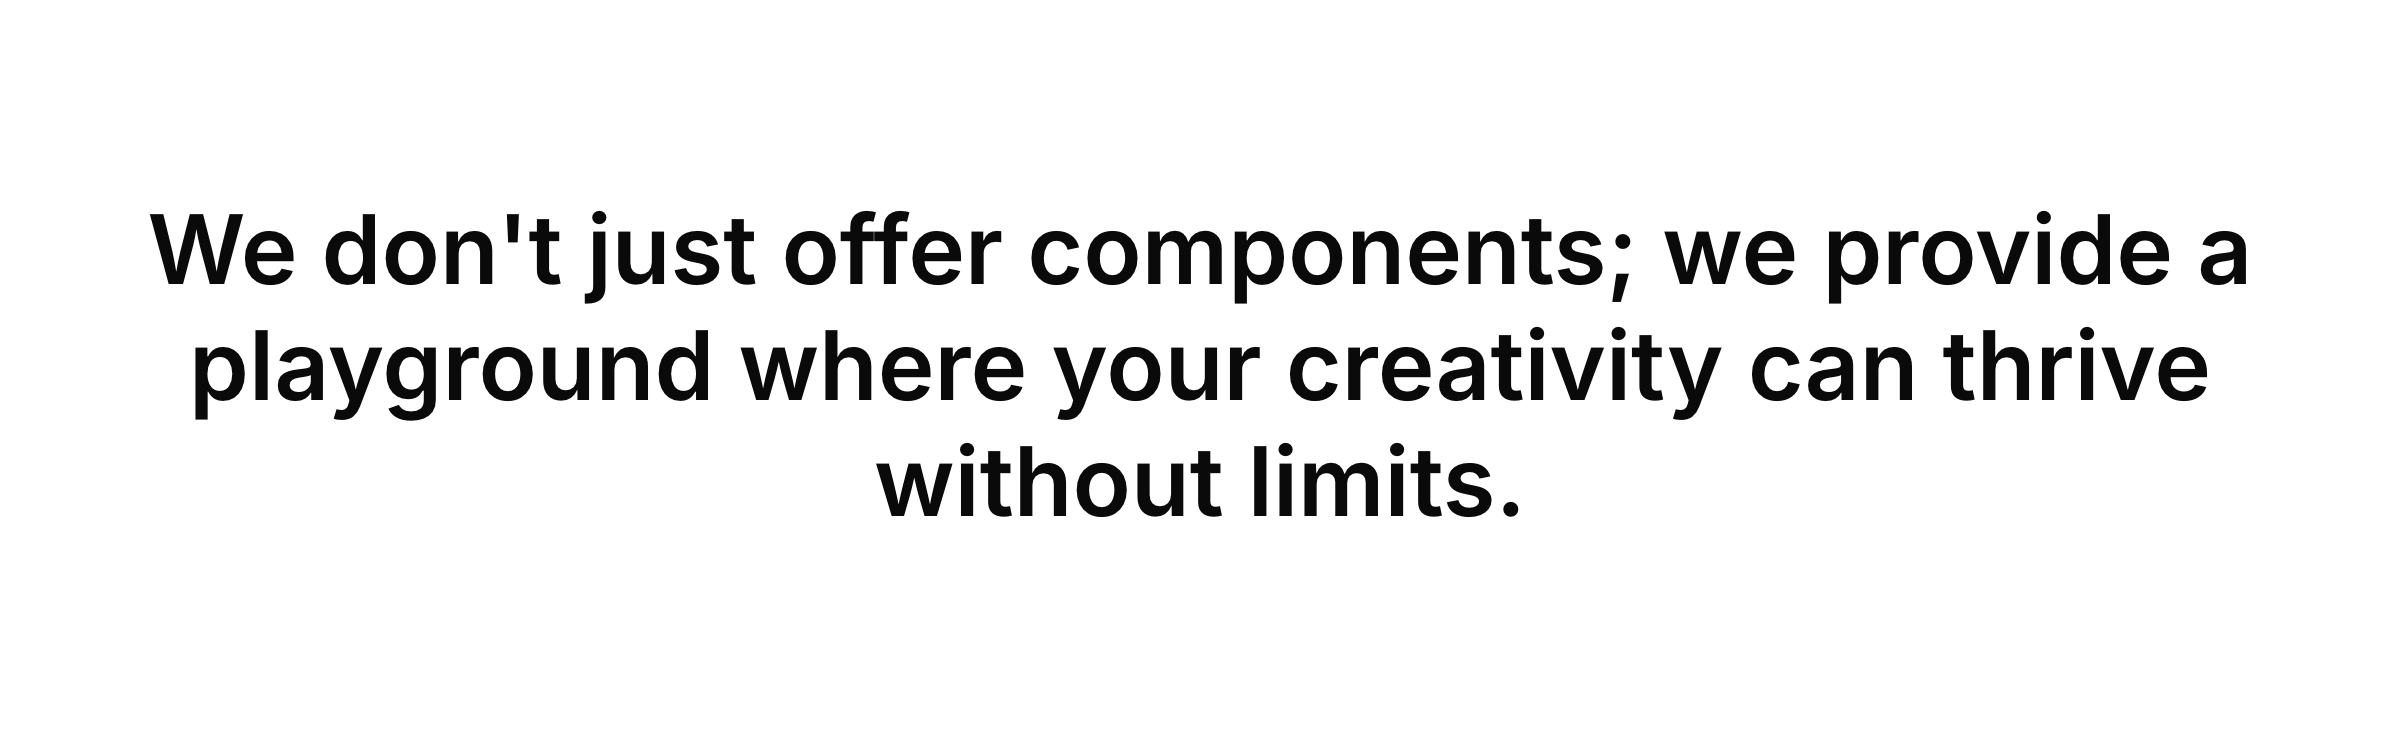 We don't just offer components; we provide a
playground where your creativity can thrive
without limits.